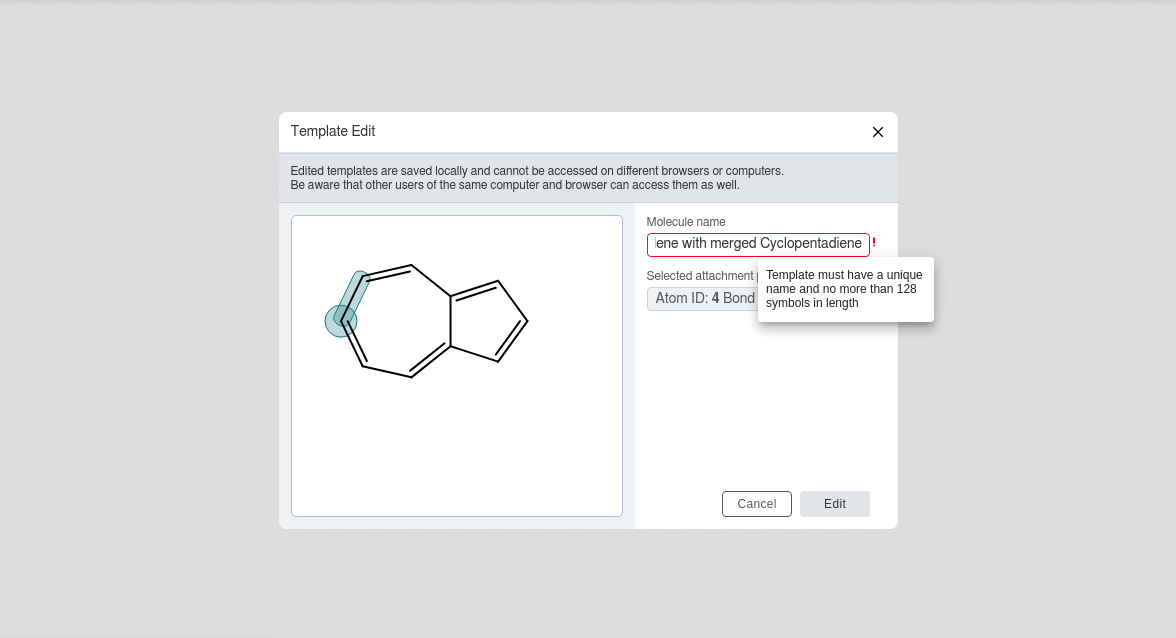 Template Edit
Edited templates are saved locally and cannot be accessed on different browsers or computers.
Be aware that other users of the same computer and browser can access them as well.
Molecule name
ene with merged Cyclopentadiene
!
Selected attachment
Template must have a unique
name and no more than 128
symbols in length
Atom ID: 4 Bond
Cancel
Edit